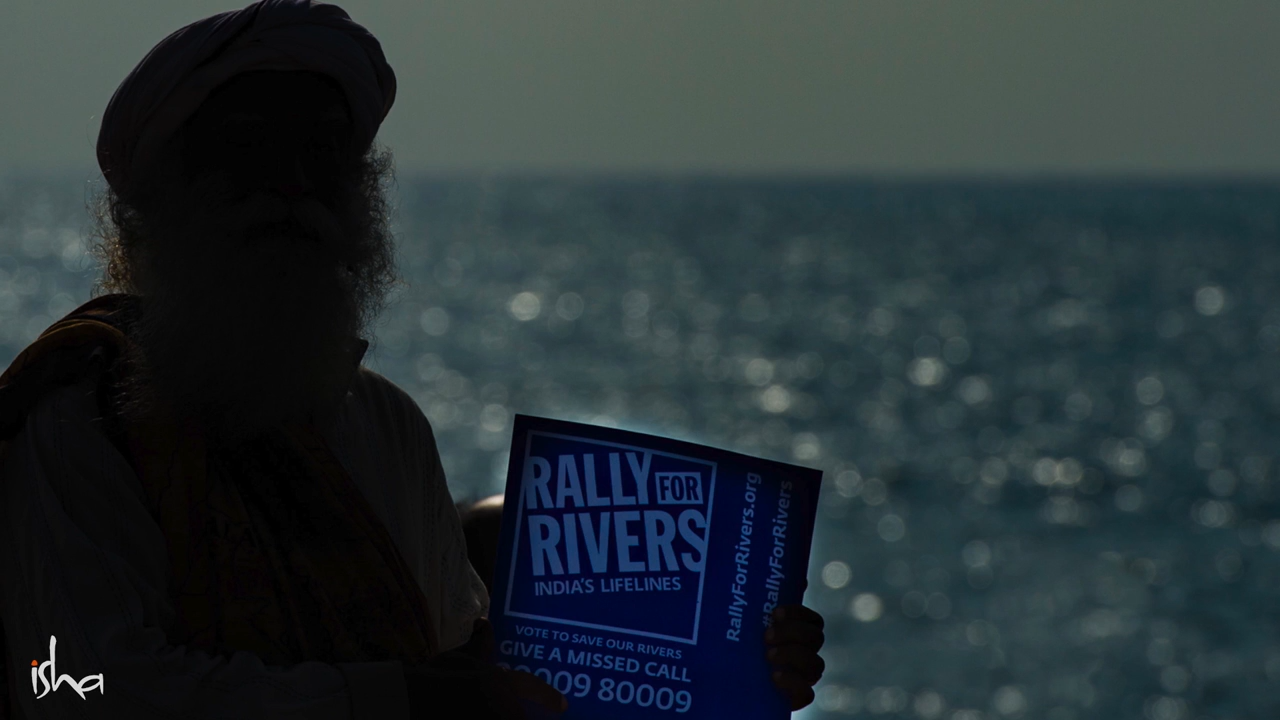 RALLY FOR
RIVERS
INDIA'S LIFELINES
VOTE TO SAVE OUR RIVERS
GIVE A MISSED CALL
80009 80009
RallyForRivers.org
#RallyForRivers
isha